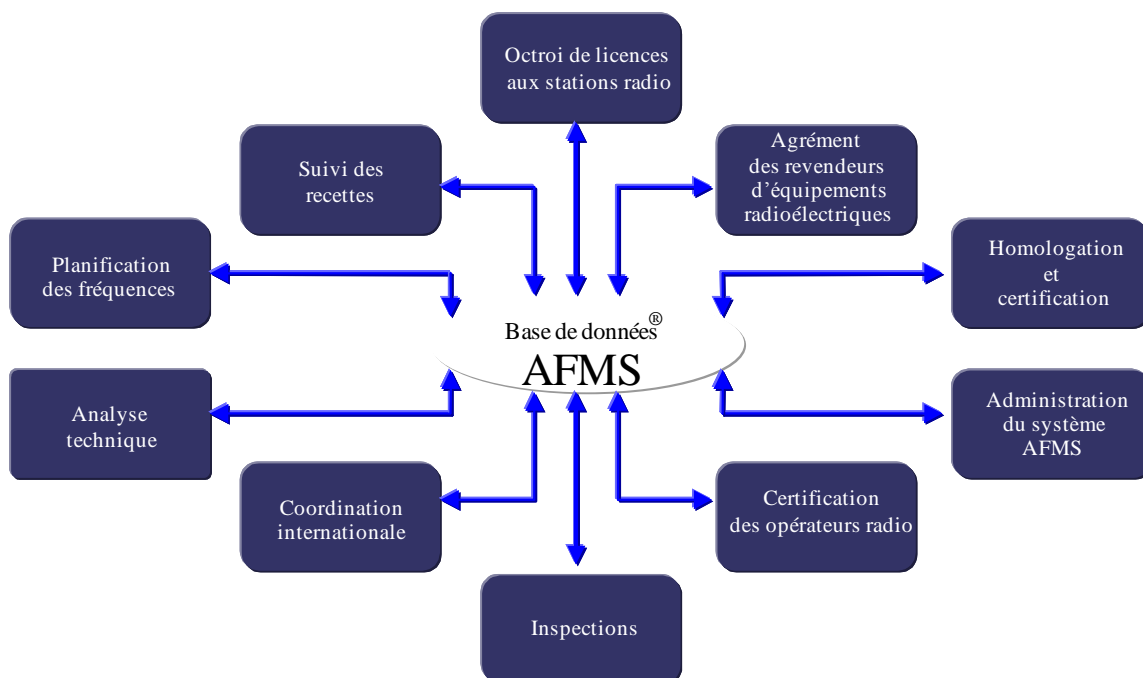 Octroi de licences
aux stations radio
Suivi des
recettes
Agrément
des revendeurs
d’équipements
radioélectriques
Planification
des fréquences
Homologation
et
certification
Base de données®
AFMS
Analyse
technique
Administration
du système
AFMS
Coordination
internationale
Certification
des opérateurs radio
Inspections